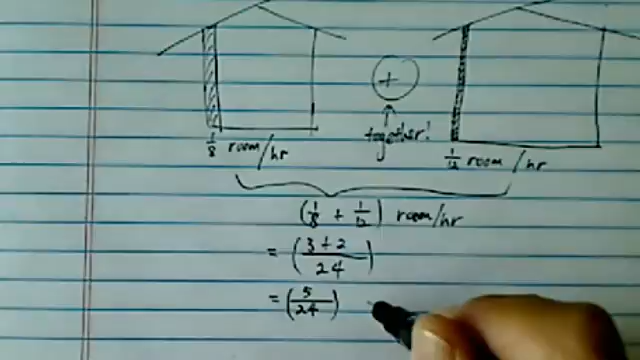 +
together!
1/8 room/hr
1/12 room/hr
(1/8 + 1/12) room/hr
= (3+2/24)
= (5/24)